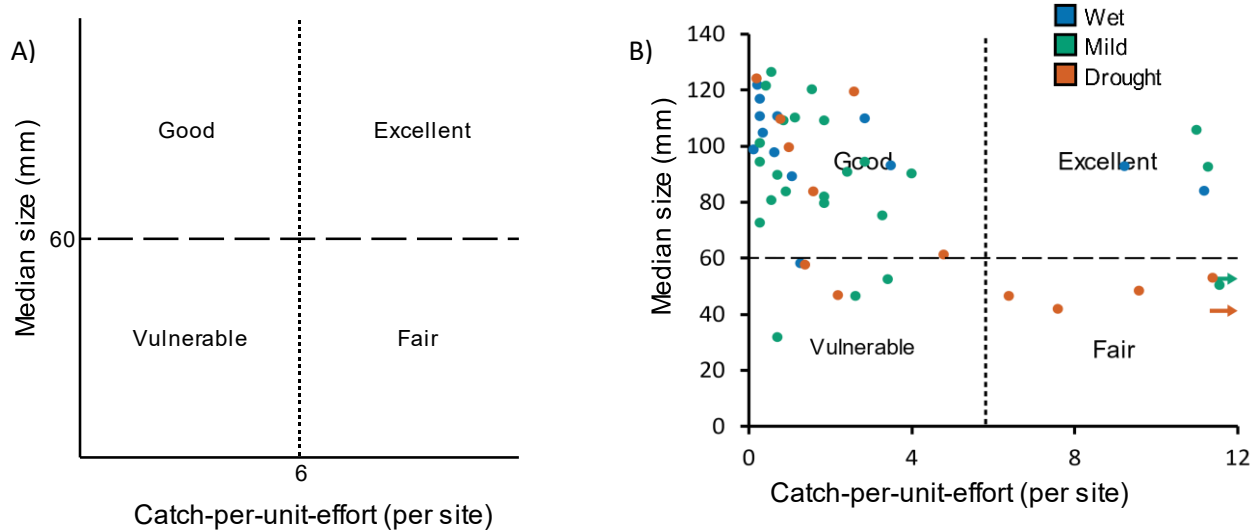 A)
Median size (mm)
Good
Excellent
60
Vulnerable
Fair
6
Catch-per-unit-effort (per site)
B)
Wet
Mild
Drought
Median size (mm)
140
120
100
80
60
40
20
0
Good
Excellent
Vulnerable
Fair
0
4
8
12
Catch-per-unit-effort (per site)